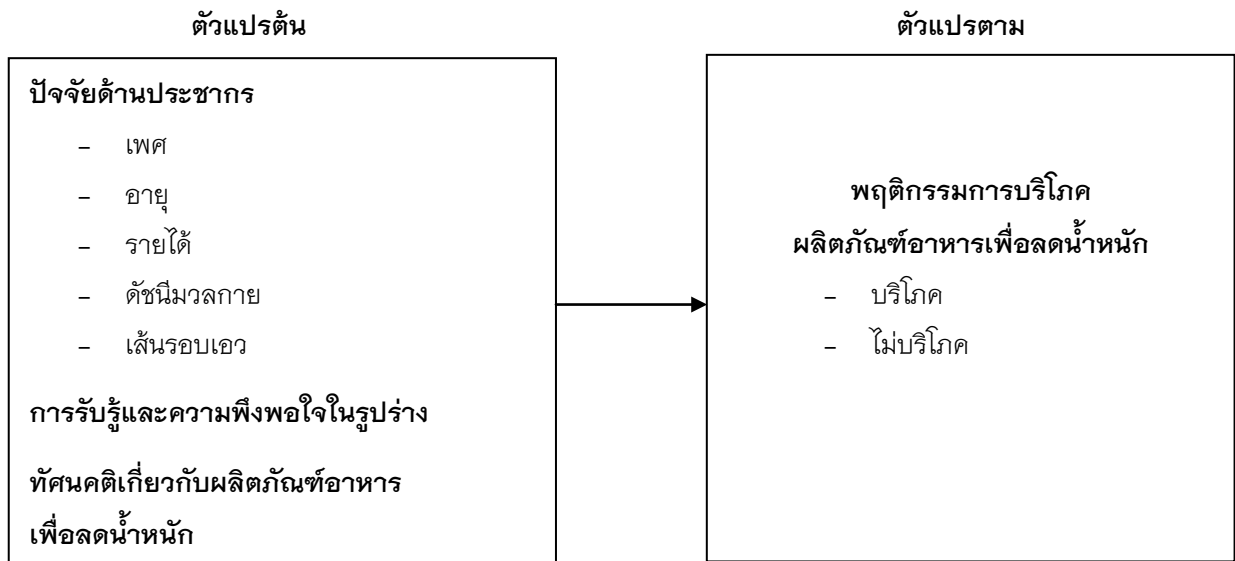 ตัวแปรต้น
ปัจจัยด้านประชากร
– เพศ
– อายุ
– รายได้
– ดัชนีมวลกาย
– เส้นรอบเอว
การรับรู้และความพึงพอใจในรูปร่าง
ทัศนคติเกี่ยวกับผลิตภัณฑ์อาหาร
เพื่อลดน้ำหนัก
ตัวแปรตาม
พฤติกรรมการบริโภค
ผลิตภัณฑ์อาหารเพื่อลดน้ำหนัก
– บริโภค
– ไม่บริโภค